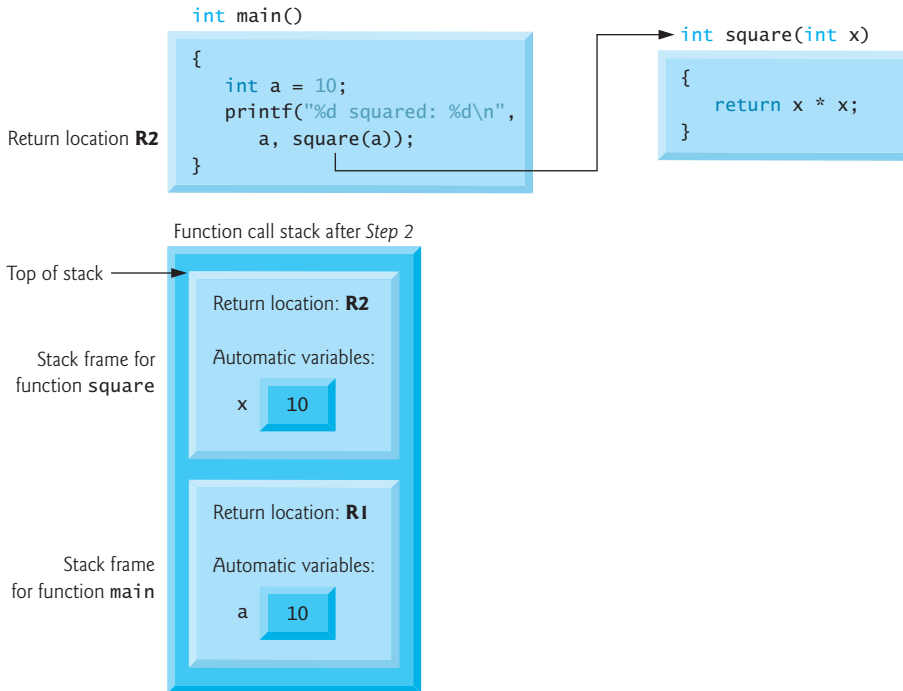 int main()
{
int a = 10;
printf("%d squared: %d\n",
a, square(a));
}
Return location R2
int square(int x)
{
return x * x;
}
Function call stack after Step 2
Top of stack
Return location: R2
Automatic variables:
x 10
Stack frame for
function square
Return location: R1
Automatic variables:
a 10
Stack frame
for function main